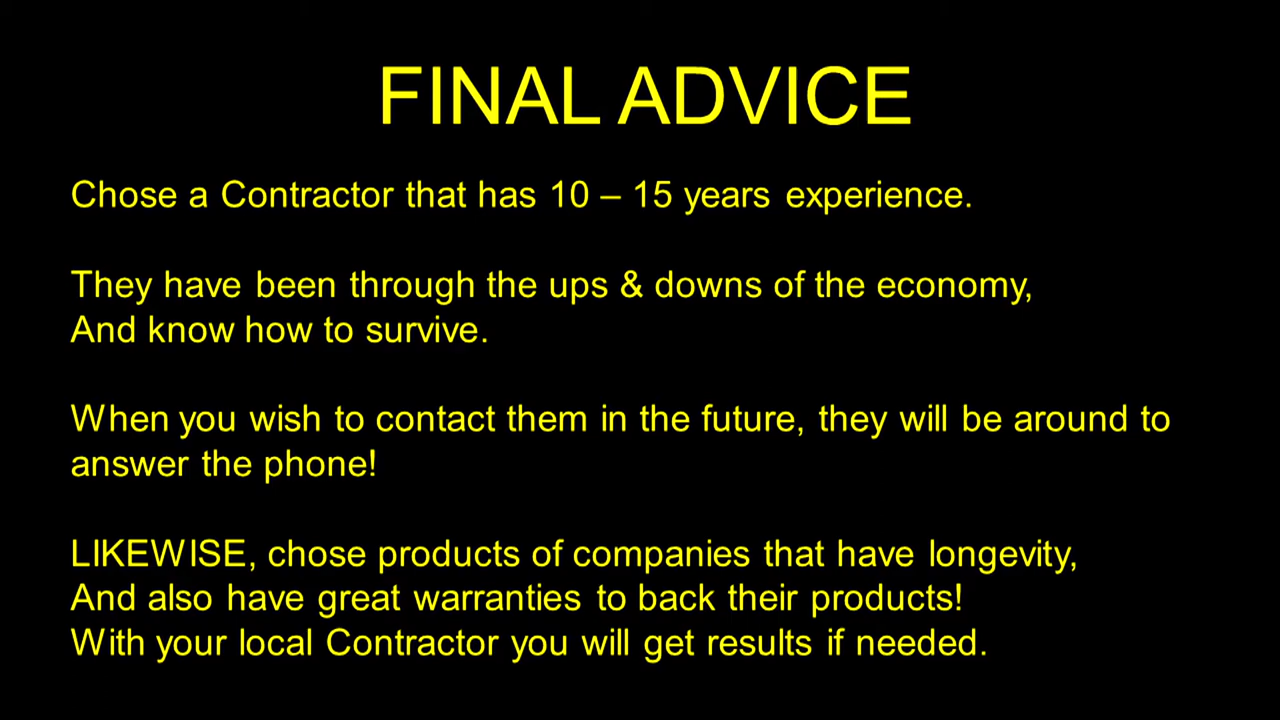 FINAL ADVICE
Chose a Contractor that has 10 – 15 years experience.
They have been through the ups & downs of the economy,
And know how to survive.
When you wish to contact them in the future, they will be around to
answer the phone!
LIKEWISE, chose products of companies that have longevity,
And also have great warranties to back their products!
With your local Contractor you will get results if needed.